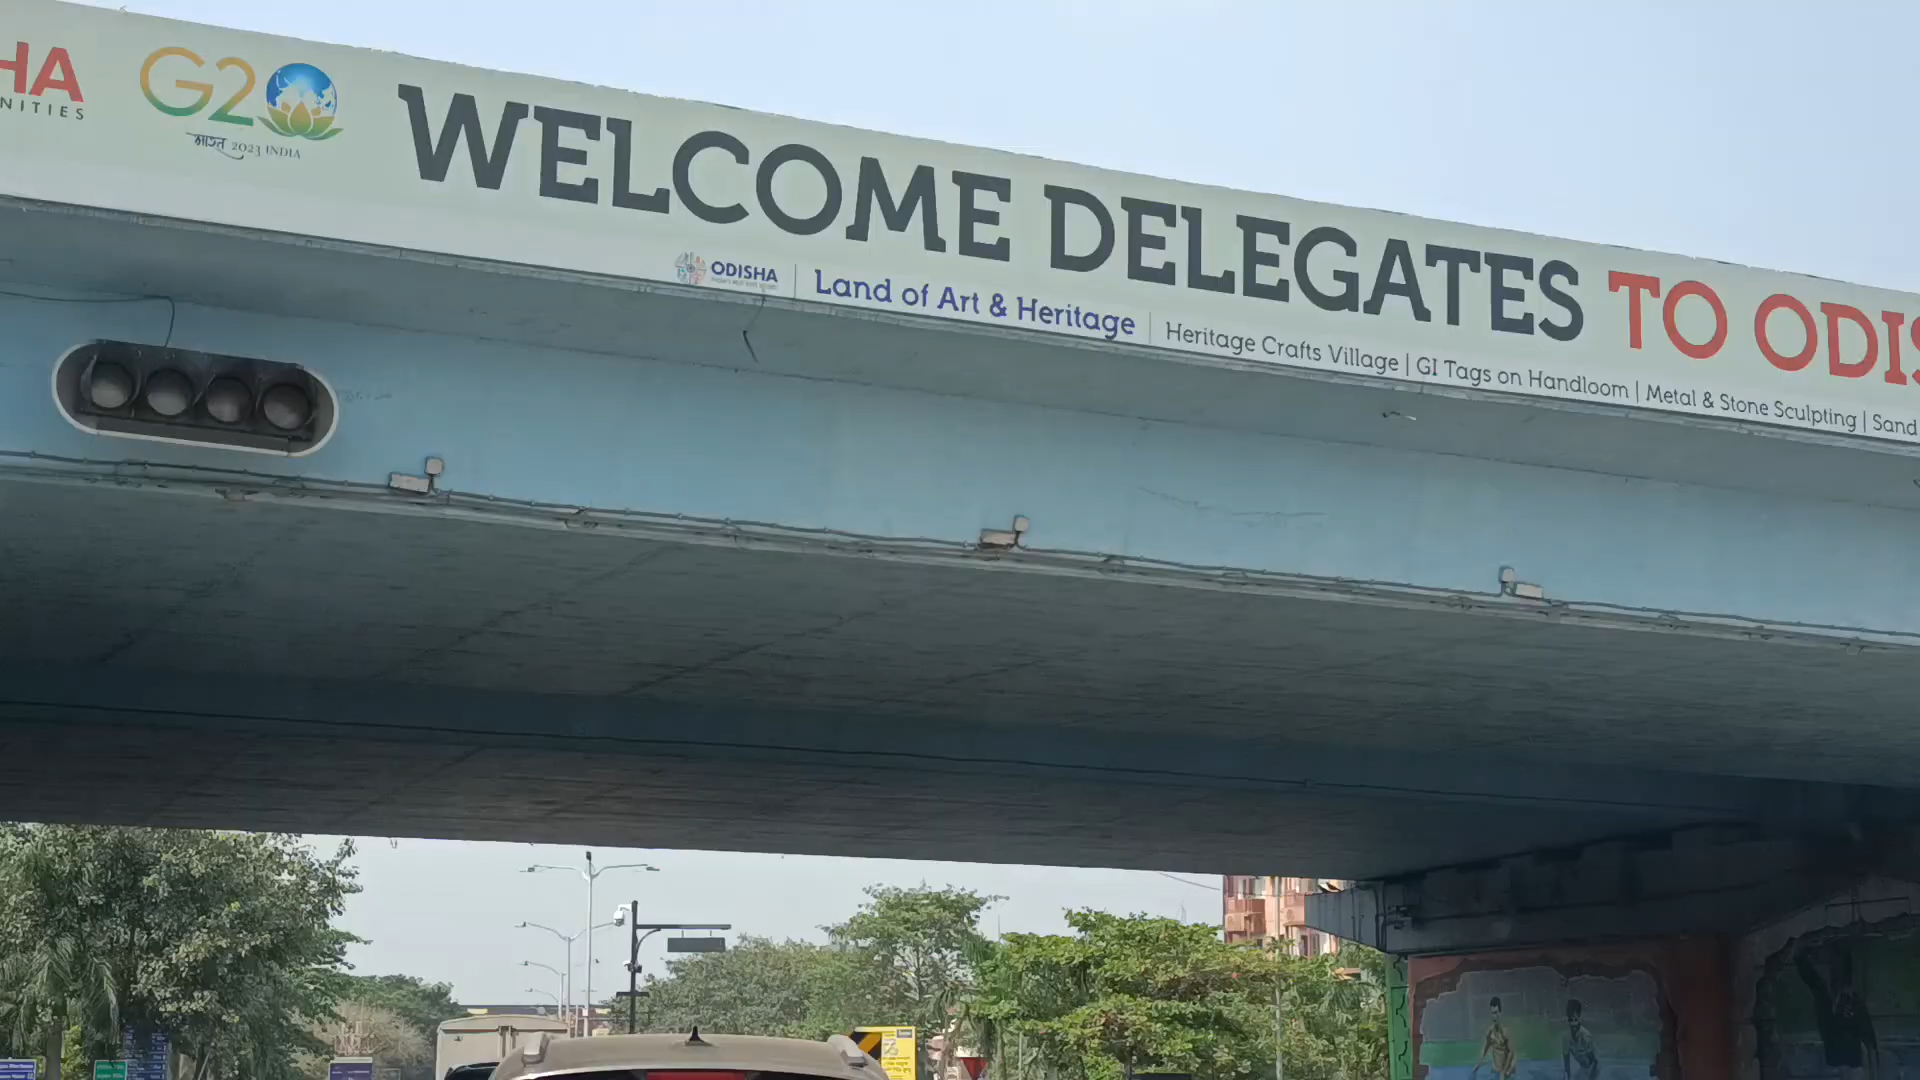 HA
NITIES
G20
भारत 2023 INDIA
WELCOME DELEGATES TO ODIS
ODISHA
Land of Art & Heritage
Heritage Crafts Village | GI Tags on Handloom | Metal & Stone Sculpting | Sand